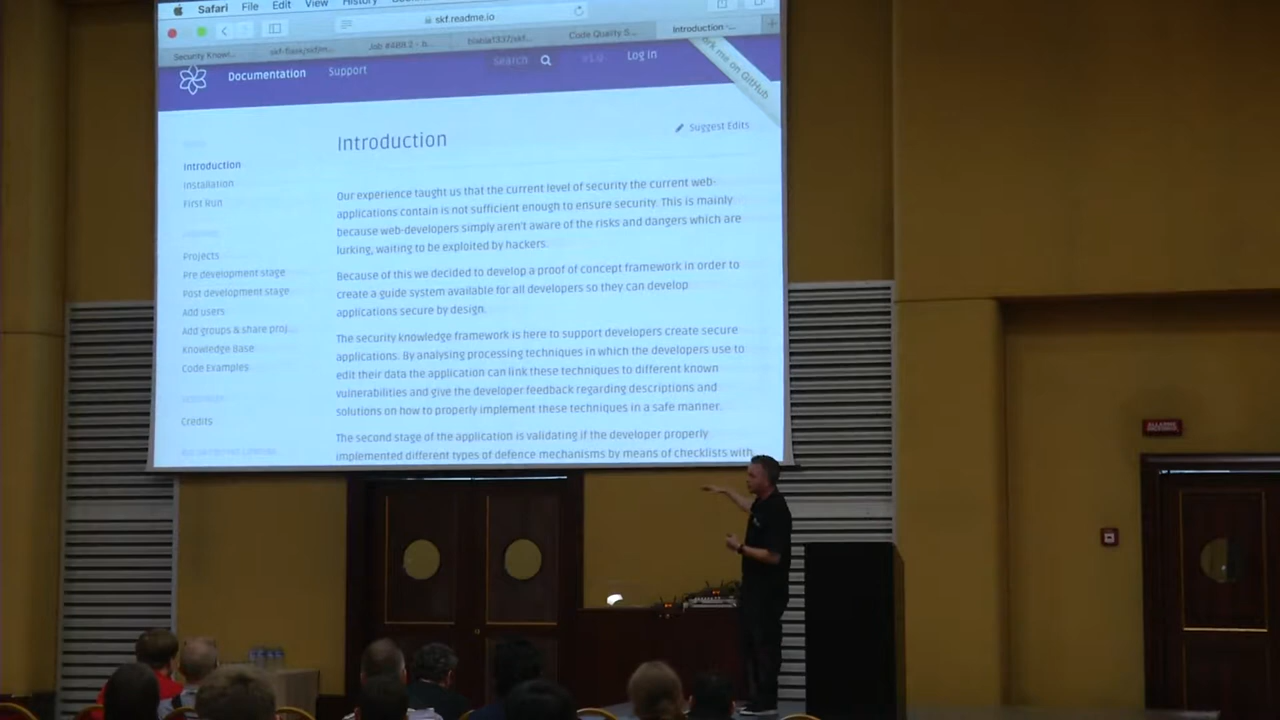 Safari File Edit View History
skf.readme.io
Code Quality S... Introduction -...
Documentation Support Search Log In
Fork me on GitHub
Introduction
Suggest Edits
Introduction
Installation
First Run
Projects
Pre development stage
Post development stage
Add users
Add groups & share proj...
Knowledge Base
Code Examples
Credits
Our experience taught us that the current level of security the current web-
applications contain is not sufficient enough to ensure security. This is mainly
because web-developers simply aren't aware of the risks and dangers which are
lurking, waiting to be exploited by hackers.
Because of this we decided to develop a proof of concept framework in order to
create a guide system available for all developers so they can develop
applications secure by design.
The security knowledge framework is here to support developers create secure
applications. By analysing processing techniques in which the developers use to
edit their data the application can link these techniques to different known
vulnerabilities and give the developer feedback regarding descriptions and
solutions on how to properly implement these techniques in a safe manner.
The second stage of the application is validating if the developer properly
implemented different types of defence mechanisms by means of checklists with